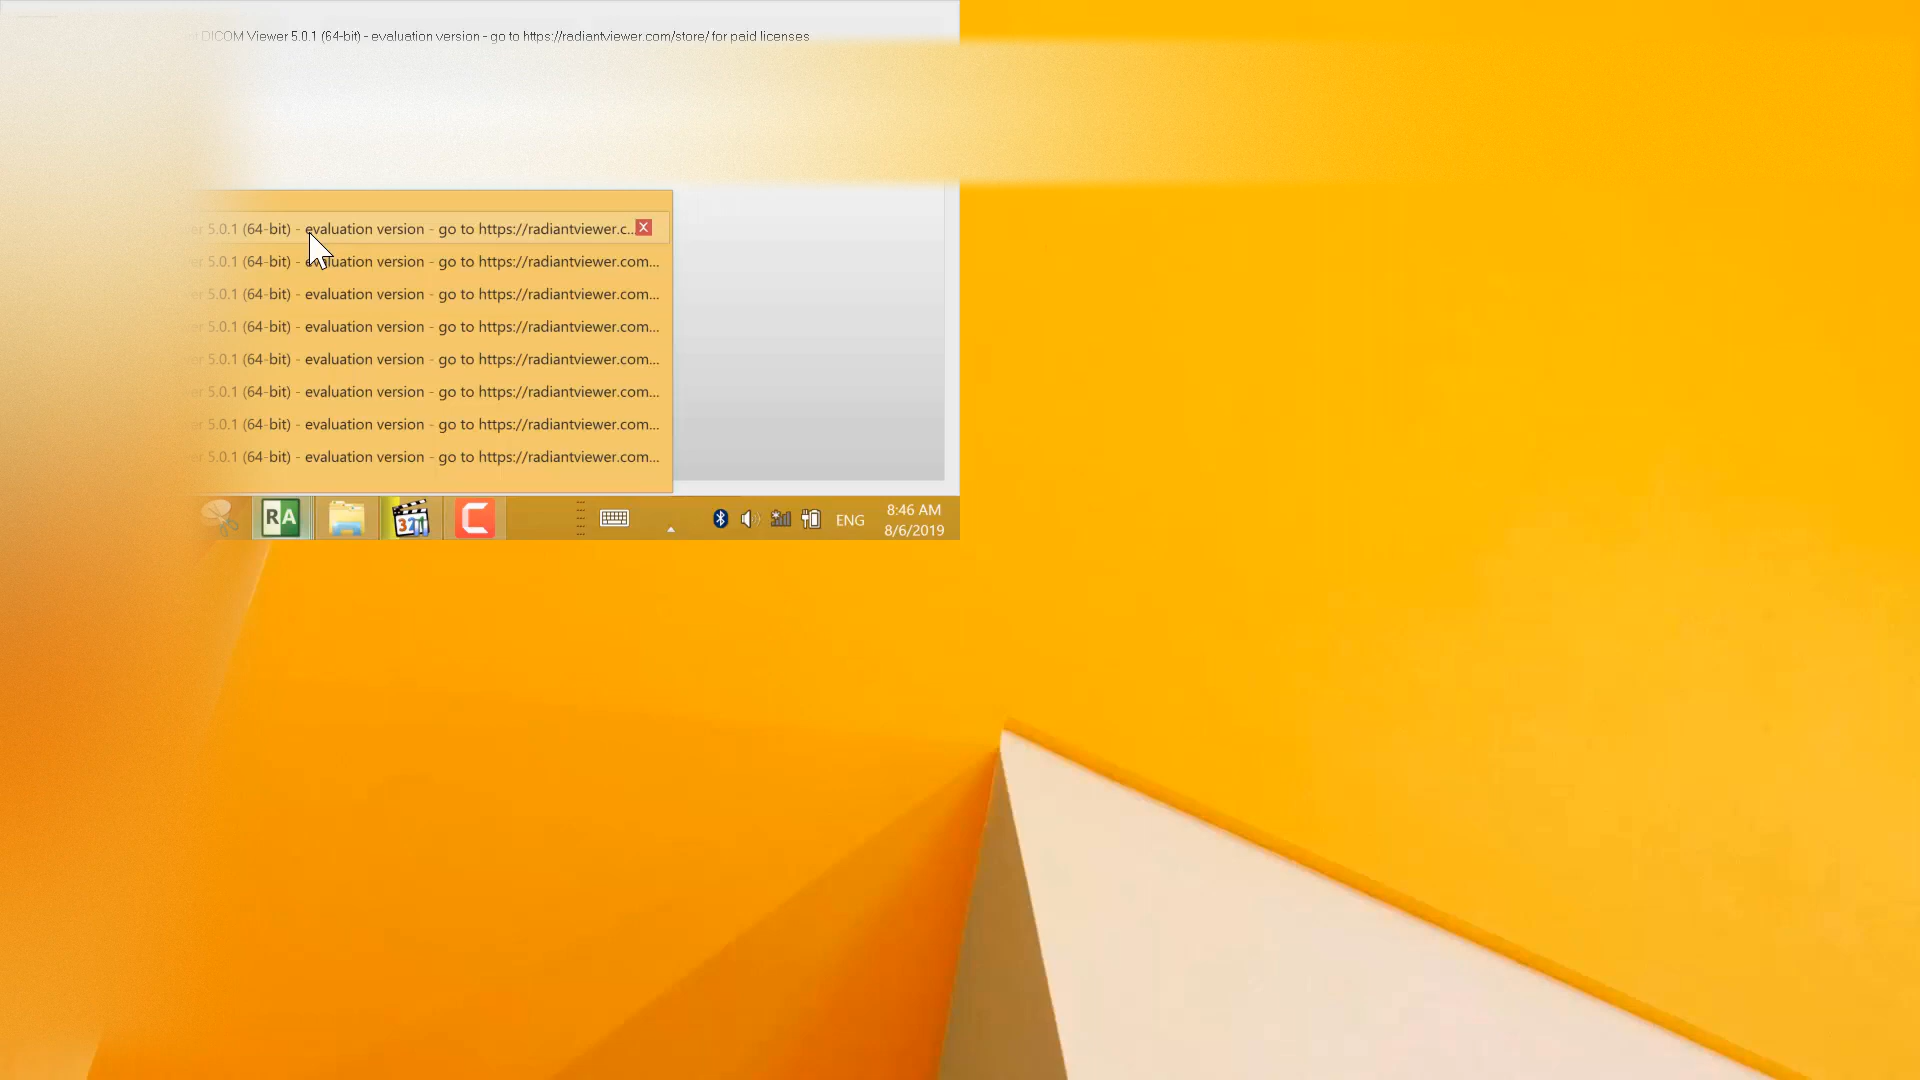 DICOM Viewer 5.0.1 (64-bit) - evaluation version - go to https://radiantviewer.com/store/ for paid licenses
5.0.1 (64-bit) - evaluation version - go to https://radiantviewer.c...
5.0.1 (64-bit) - evaluation version - go to https://radiantviewer.com...
5.0.1 (64-bit) - evaluation version - go to https://radiantviewer.com...
5.0.1 (64-bit) - evaluation version - go to https://radiantviewer.com...
5.0.1 (64-bit) - evaluation version - go to https://radiantviewer.com...
5.0.1 (64-bit) - evaluation version - go to https://radiantviewer.com...
5.0.1 (64-bit) - evaluation version - go to https://radiantviewer.com...
5.0.1 (64-bit) - evaluation version - go to https://radiantviewer.com...
RA
321
ENG
8:46 AM
8/6/2019